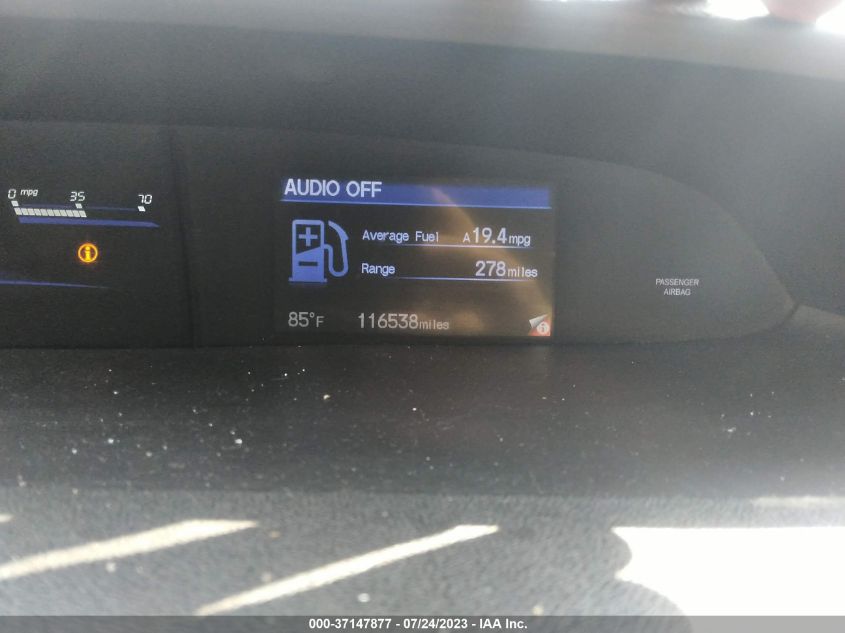 0 mpg 35 70
AUDIO OFF
Average Fuel A 19.4 mpg
Range 278 miles
85°F 116538 miles
PASSENGER
AIRBAG
000-37147877 - 07/24/2023 - IAA Inc.